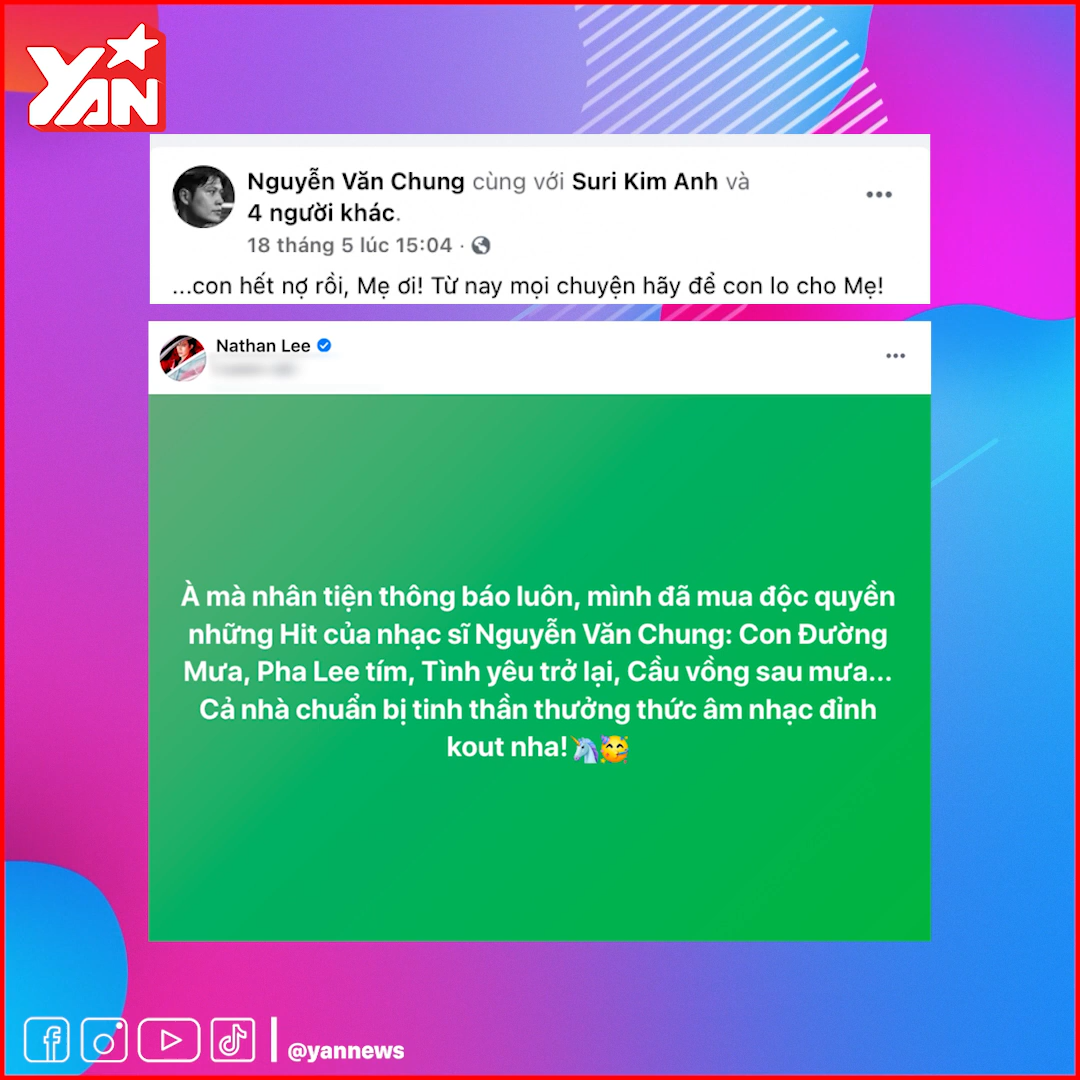 YAN
Nguyễn Văn Chung cùng với Suri Kim Anh và
4 người khác.
18 tháng 5 lúc 15:04 ·
...con hết nợ rồi, Mẹ ơi! Từ nay mọi chuyện hãy để con lo cho Mẹ!
Nathan Lee
À mà nhân tiện thông báo luôn, mình đã mua độc quyền
những Hit của nhạc sĩ Nguyễn Văn Chung: Con Đường
Mưa, Pha Lee tím, Tình yêu trở lại, Cầu vồng sau mưa...
Cả nhà chuẩn bị tinh thần thưởng thức âm nhạc đỉnh
kout nha!🦄🥳
@yannews